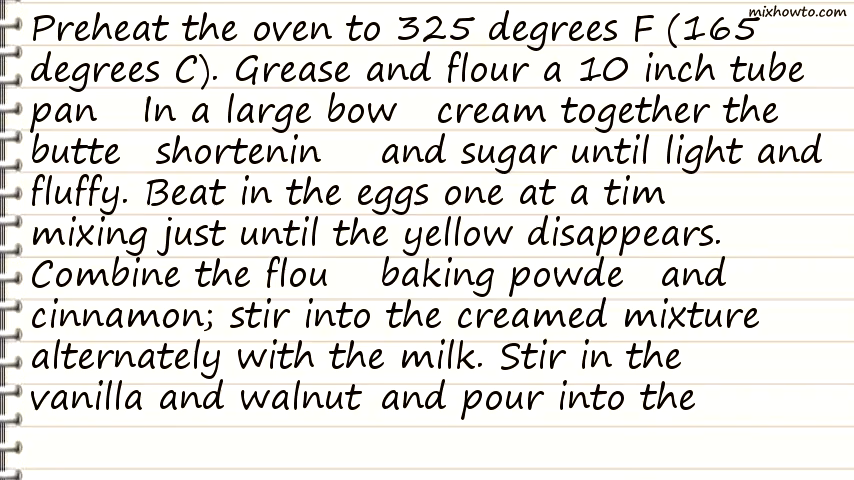 mixhowto.com
Preheat the oven to 325 degrees F (165
degrees C). Grease and flour a 10 inch tube
pan In a large bow cream together the
butte shortenin and sugar until light and
fluffy. Beat in the eggs one at a tim
mixing just until the yellow disappears.
Combine the flou baking powde and
cinnamon; stir into the creamed mixture
alternately with the milk. Stir in the
vanilla and walnut and pour into the